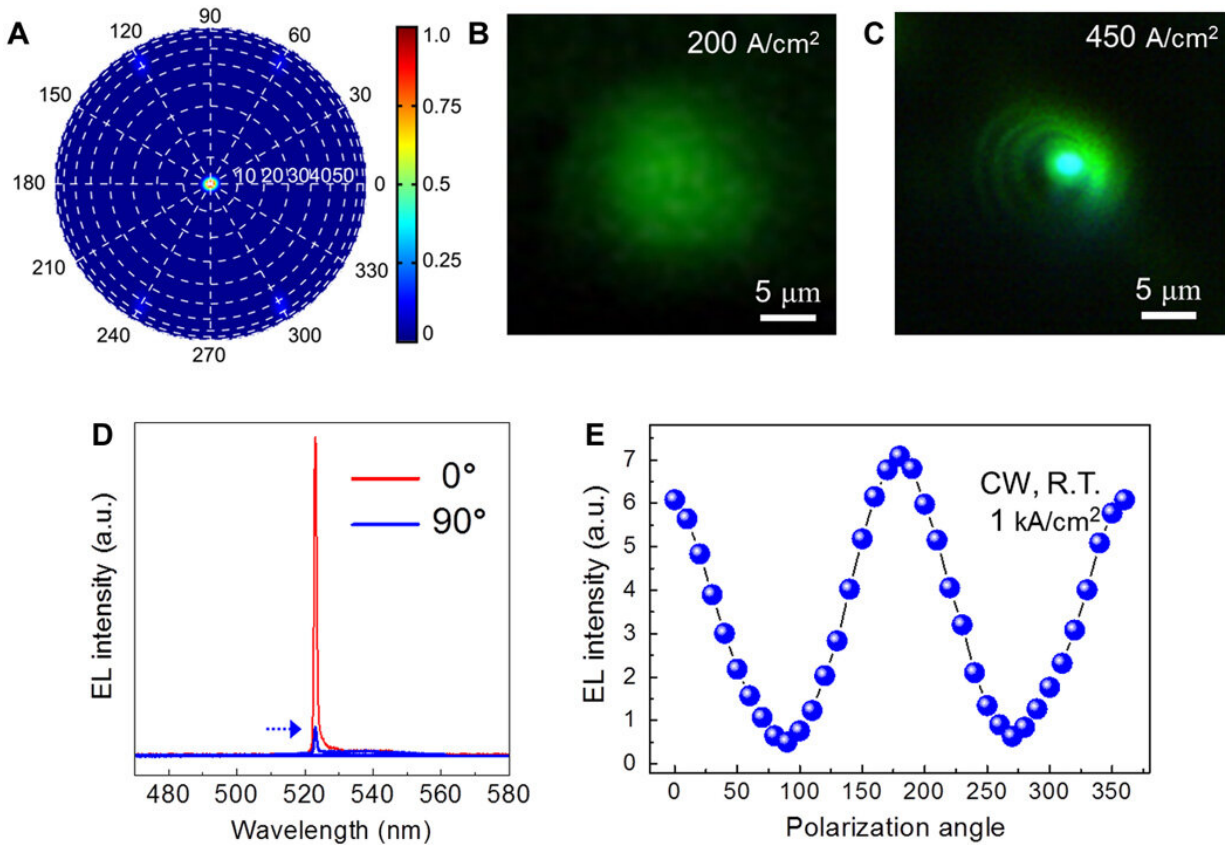 A
90
120
60
150
30
180
10 20 30 40 50
0
210
330
240
300
270
1.0
0.75
0.5
0.25
0
B
200 A/cm²
5 μm
C
450 A/cm²
5 μm
D
0°
90°
EL intensity (a.u.)
480 500 520 540 560 580
Wavelength (nm)
E
CW, R.T.
1 kA/cm²
EL intensity (a.u.)
7
6
5
4
3
2
1
0
0 50 100 150 200 250 300 350
Polarization angle